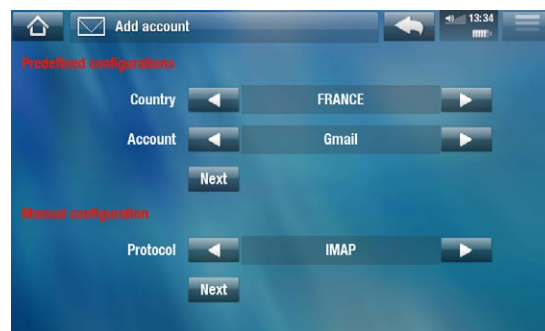 Add account
13:34
Predefined configurations
Country FRANCE
Account Gmail
Next
Manual configuration
Protocol IMAP
Next